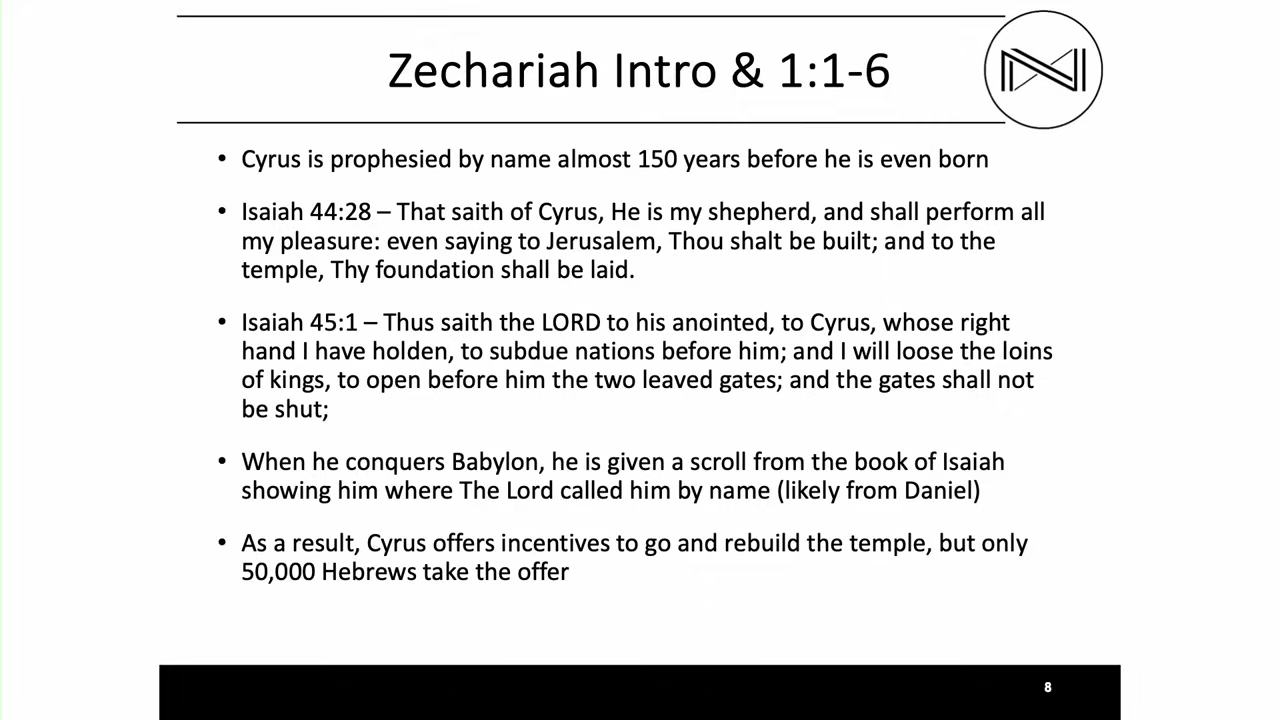 Zechariah Intro & 1:1-6
• Cyrus is prophesied by name almost 150 years before he is even born
• Isaiah 44:28 – That saith of Cyrus, He is my shepherd, and shall perform all
my pleasure: even saying to Jerusalem, Thou shalt be built; and to the
temple, Thy foundation shall be laid.
• Isaiah 45:1 – Thus saith the LORD to his anointed, to Cyrus, whose right
hand I have holden, to subdue nations before him; and I will loose the loins
of kings, to open before him the two leaved gates; and the gates shall not
be shut;
• When he conquers Babylon, he is given a scroll from the book of Isaiah
showing him where The Lord called him by name (likely from Daniel)
• As a result, Cyrus offers incentives to go and rebuild the temple, but only
50,000 Hebrews take the offer
8